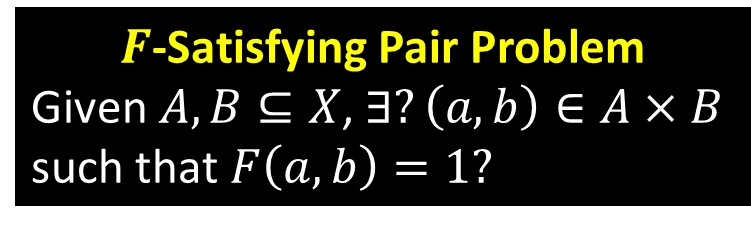 F-Satisfying Pair Problem
Given A, B ⊆ X, ∃? (a, b) ∈ A × B
such that F(a, b) = 1?